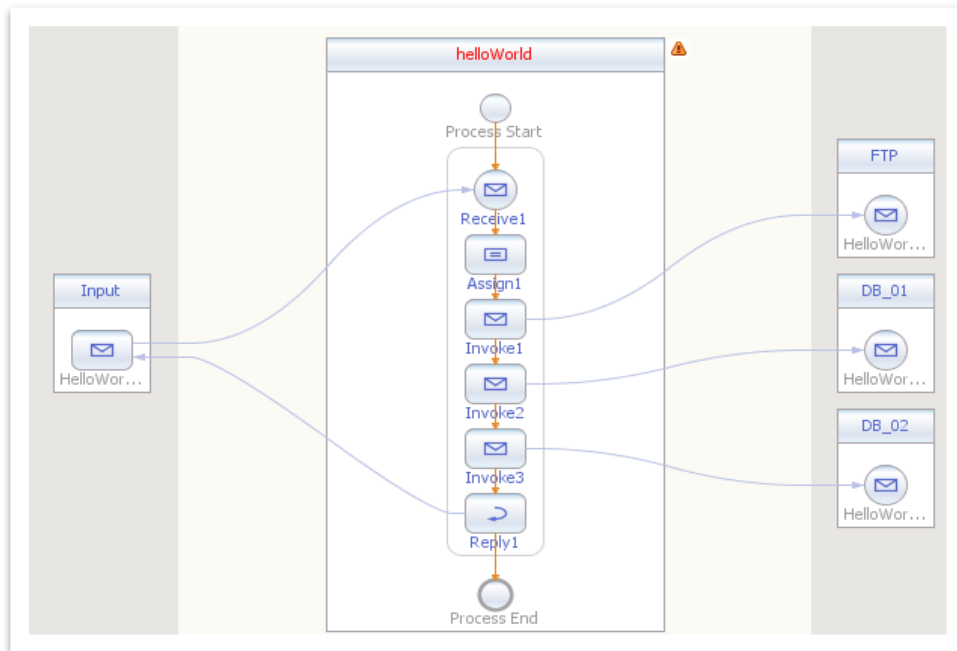 helloWorld
Process Start
Receive1
Assign1
Invoke1
Invoke2
Invoke3
Reply1
Process End
Input
HelloWor...
FTP
HelloWor...
DB_01
HelloWor...
DB_02
HelloWor...